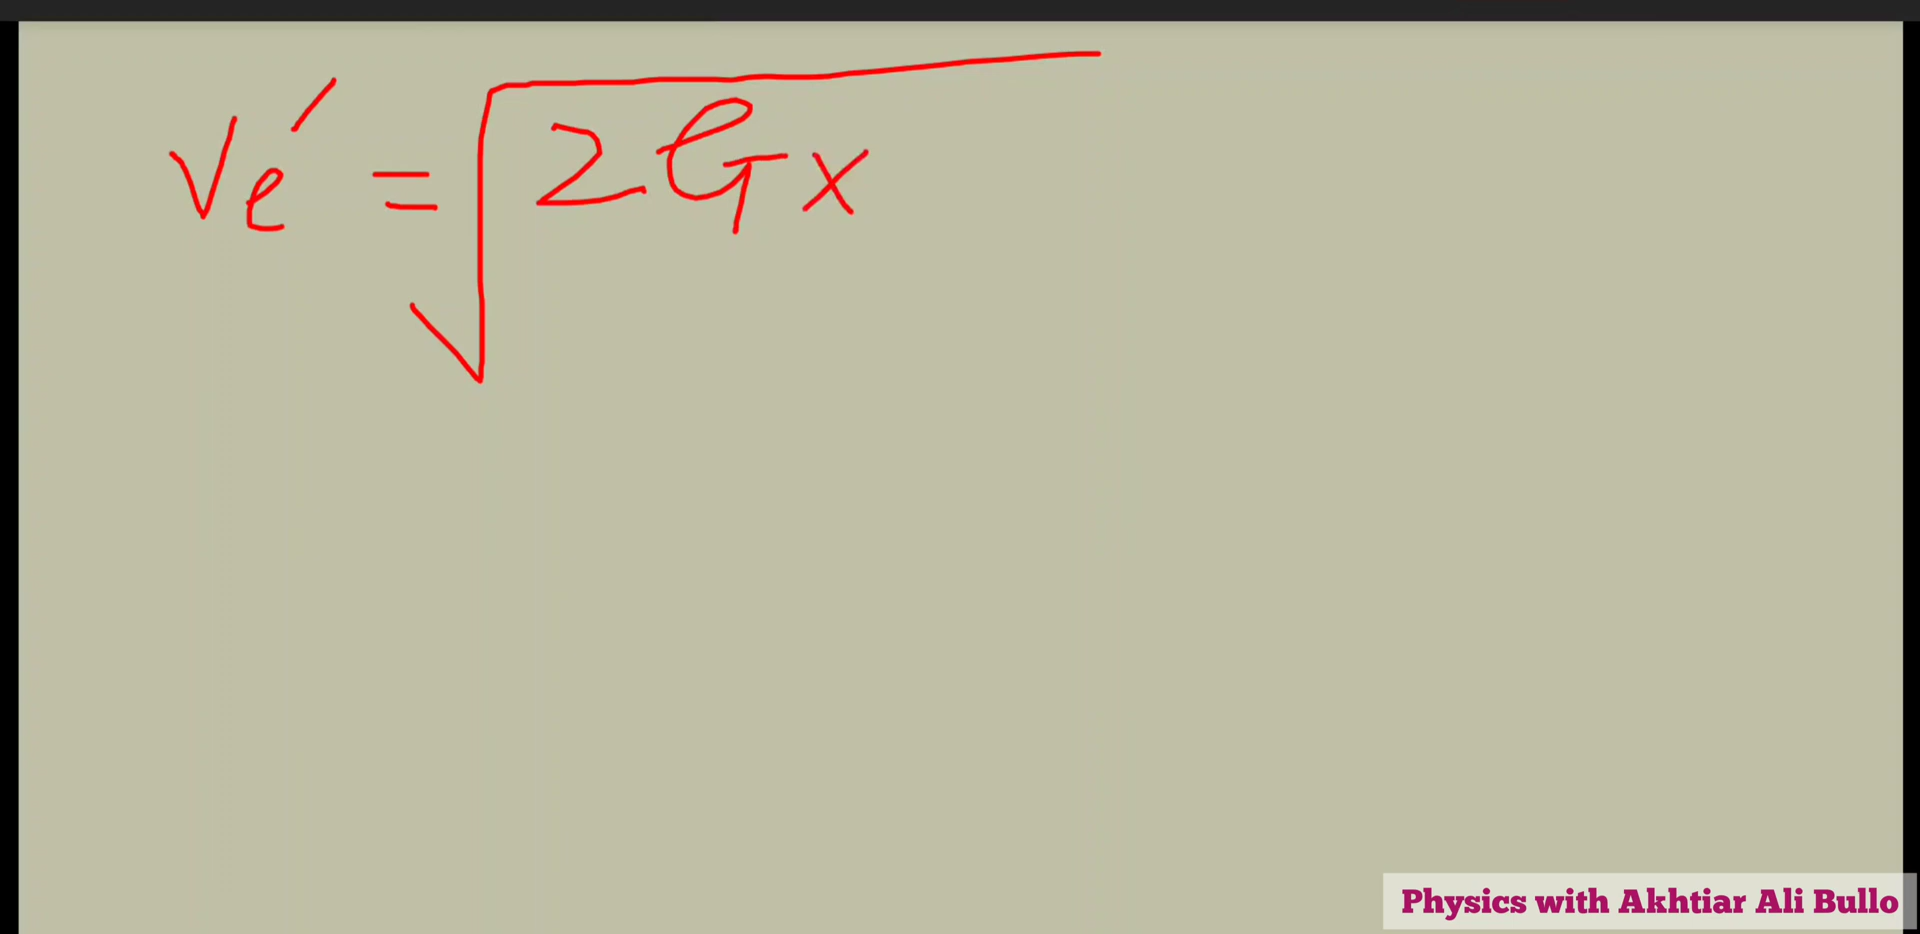 Ve' = √2Gx
Physics with Akhtiar Ali Bullo